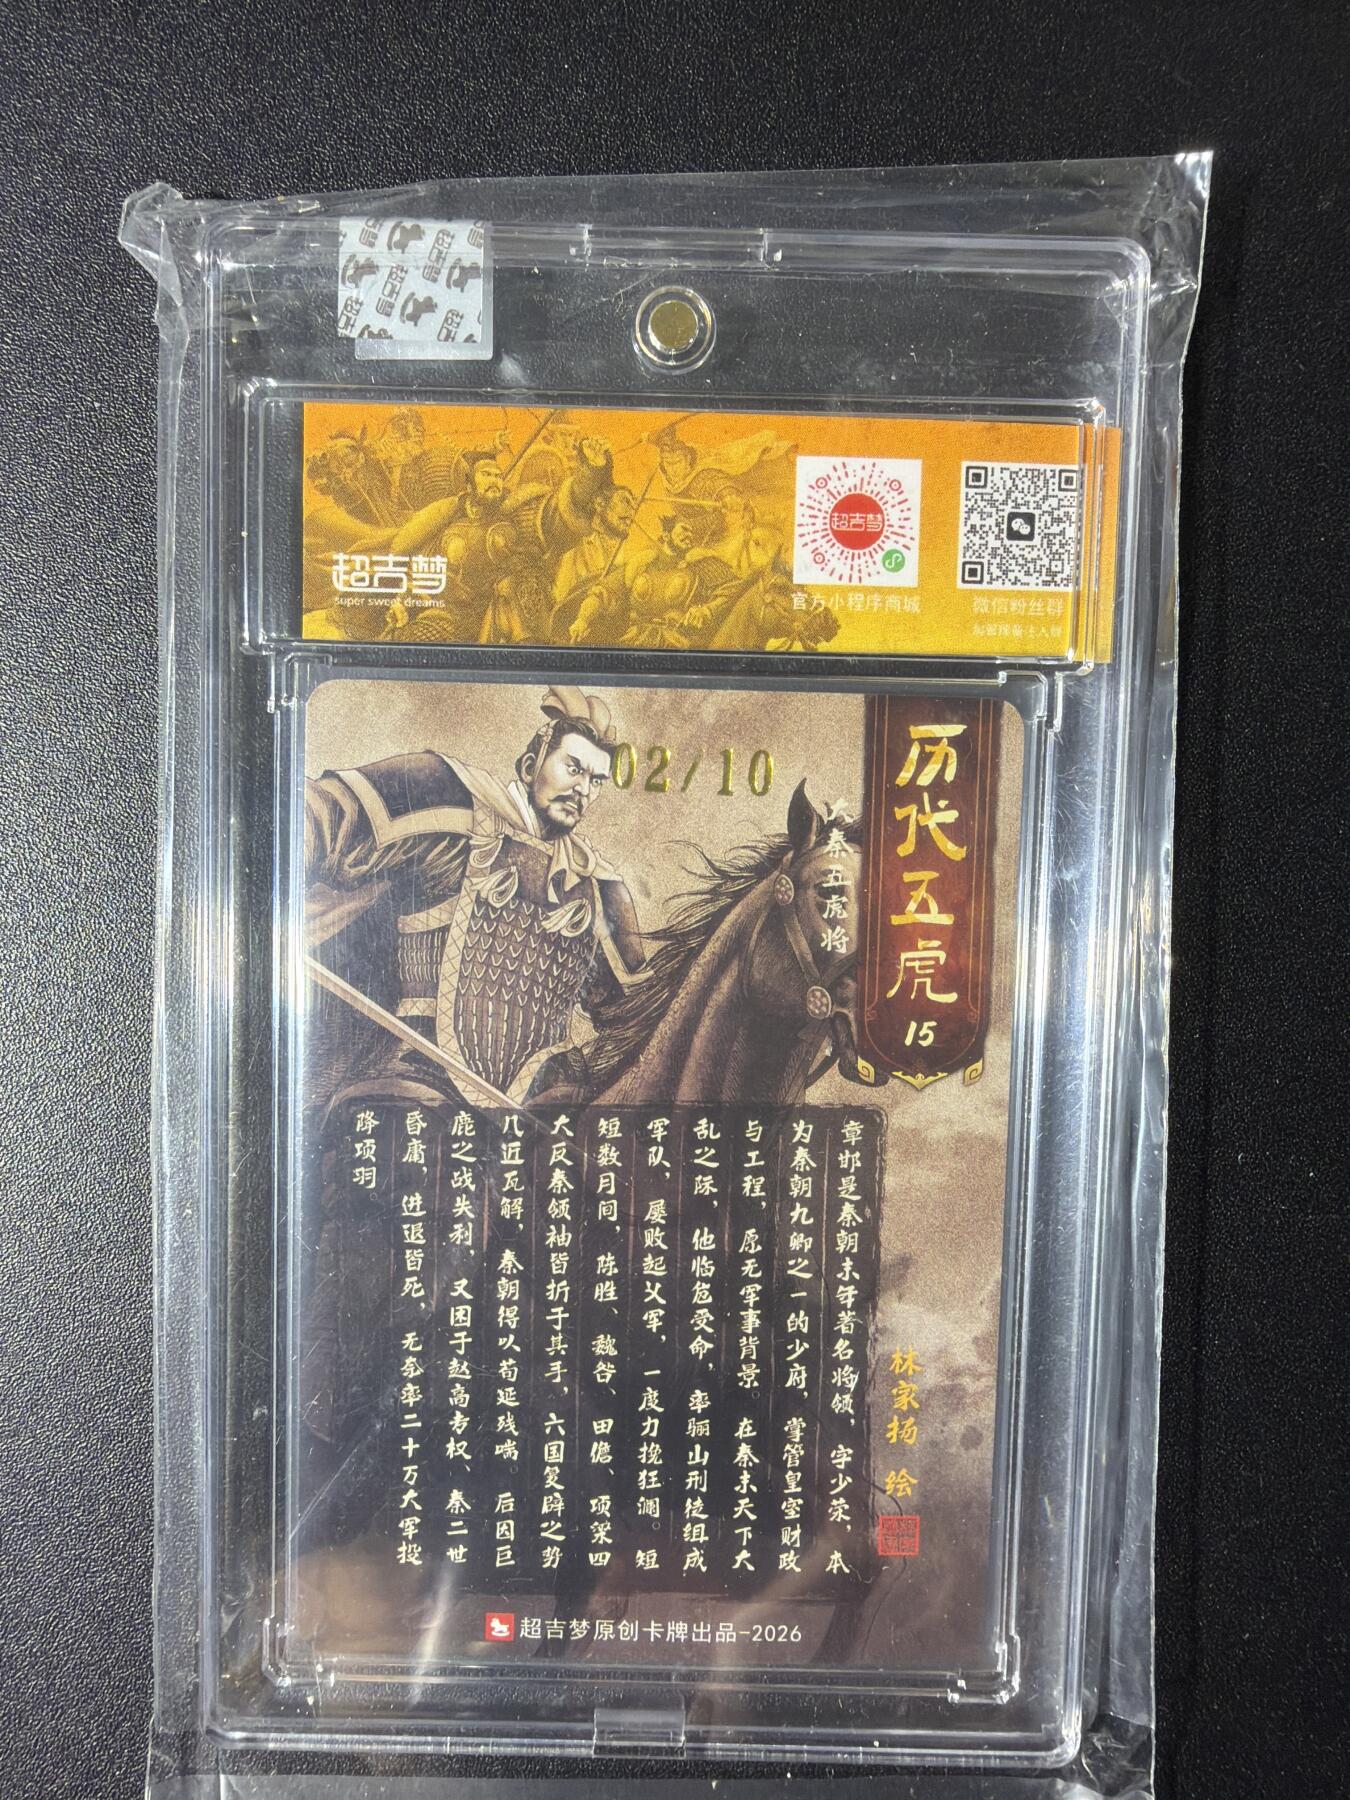 超吉梦
super sweet dreams
超吉梦
官方小程序商城
微信粉丝群
02/10
历代五虎
15
秦五虎将
章邯是秦朝末年著名将领，字少荣，本
为秦朝九卿之一的少府，掌管皇室财政
与工程，原无军事背景。在秦末天下大
乱之际，他临危受命，率骊山刑徒组成
军队，屡败起义军，一度力挽狂澜。短
短数月间，陈胜、魏咎、田儋、项梁四
大反秦领袖皆折于其手，六国复辟之势
几近瓦解，秦朝得以苟延残喘。后因巨
鹿之战失利，又困于赵高专权、秦二世
昏庸，进退皆死，无奈率二十万大军投
降项羽。
林家扬 绘
超吉梦原创卡牌出品-2026